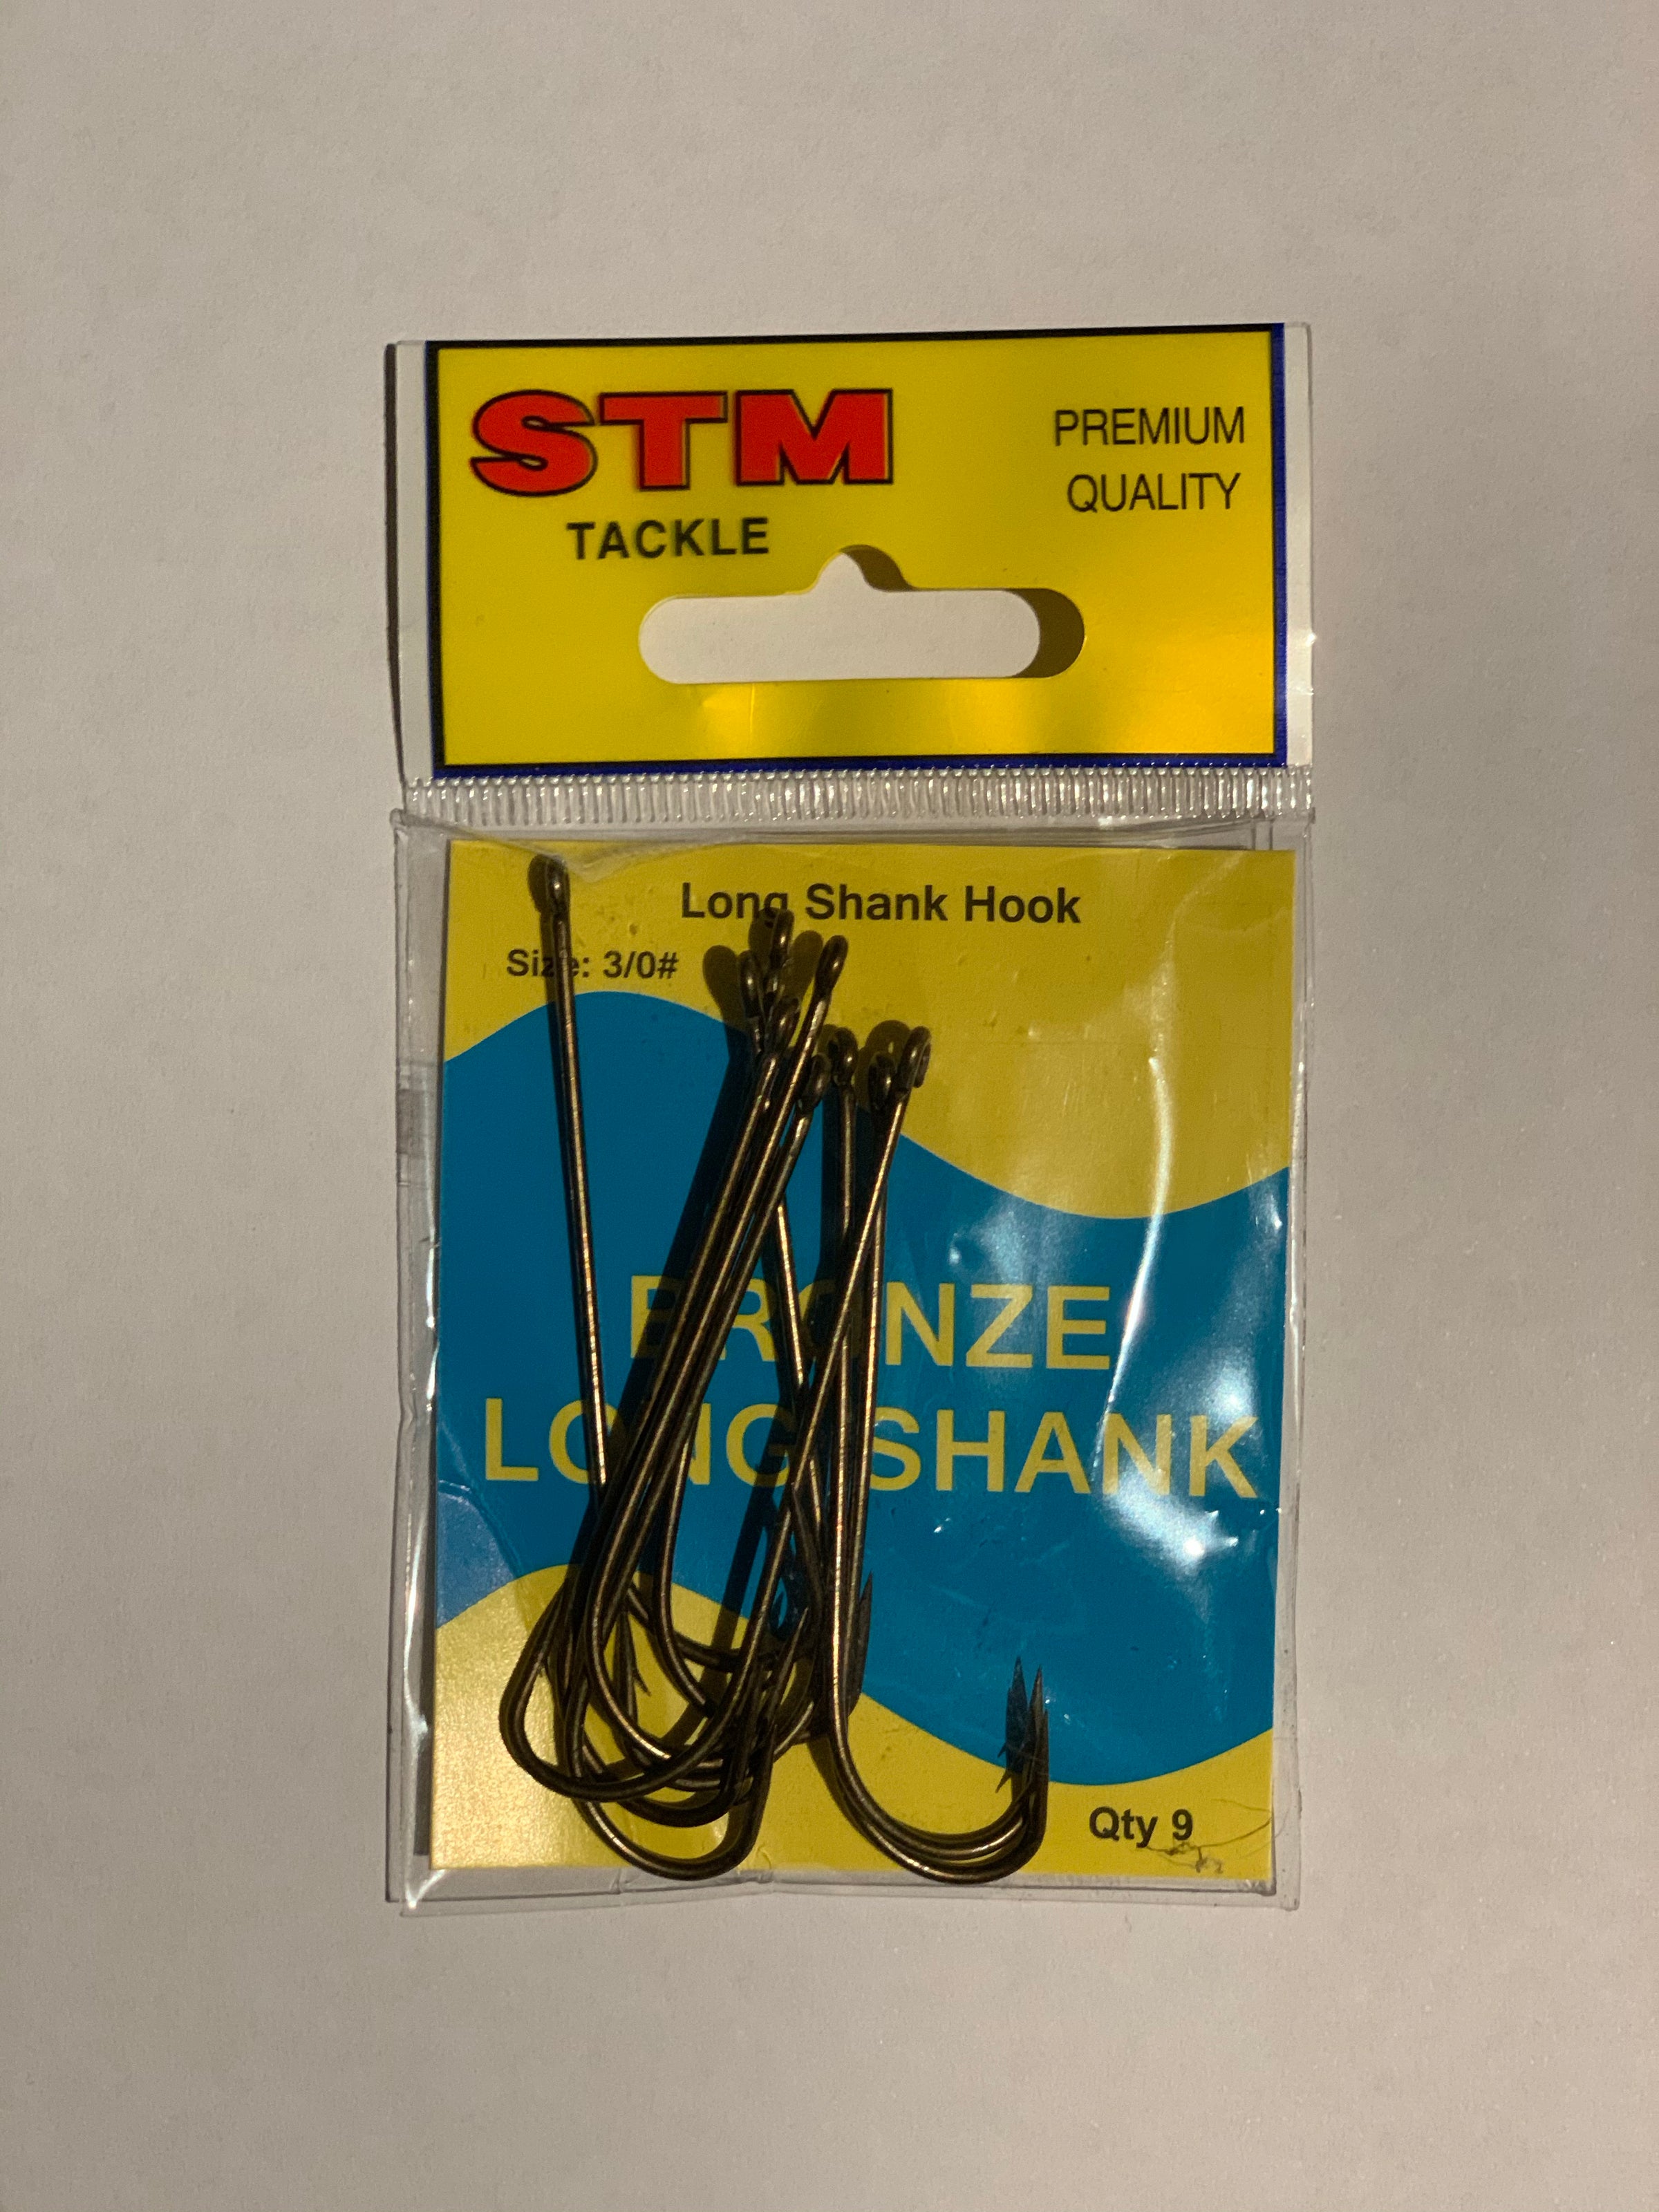 STM
TACKLE
PREMIUM
QUALITY
Long Shank Hook
Size: 3/0#
BRONZE
LONG SHANK
Qty 9